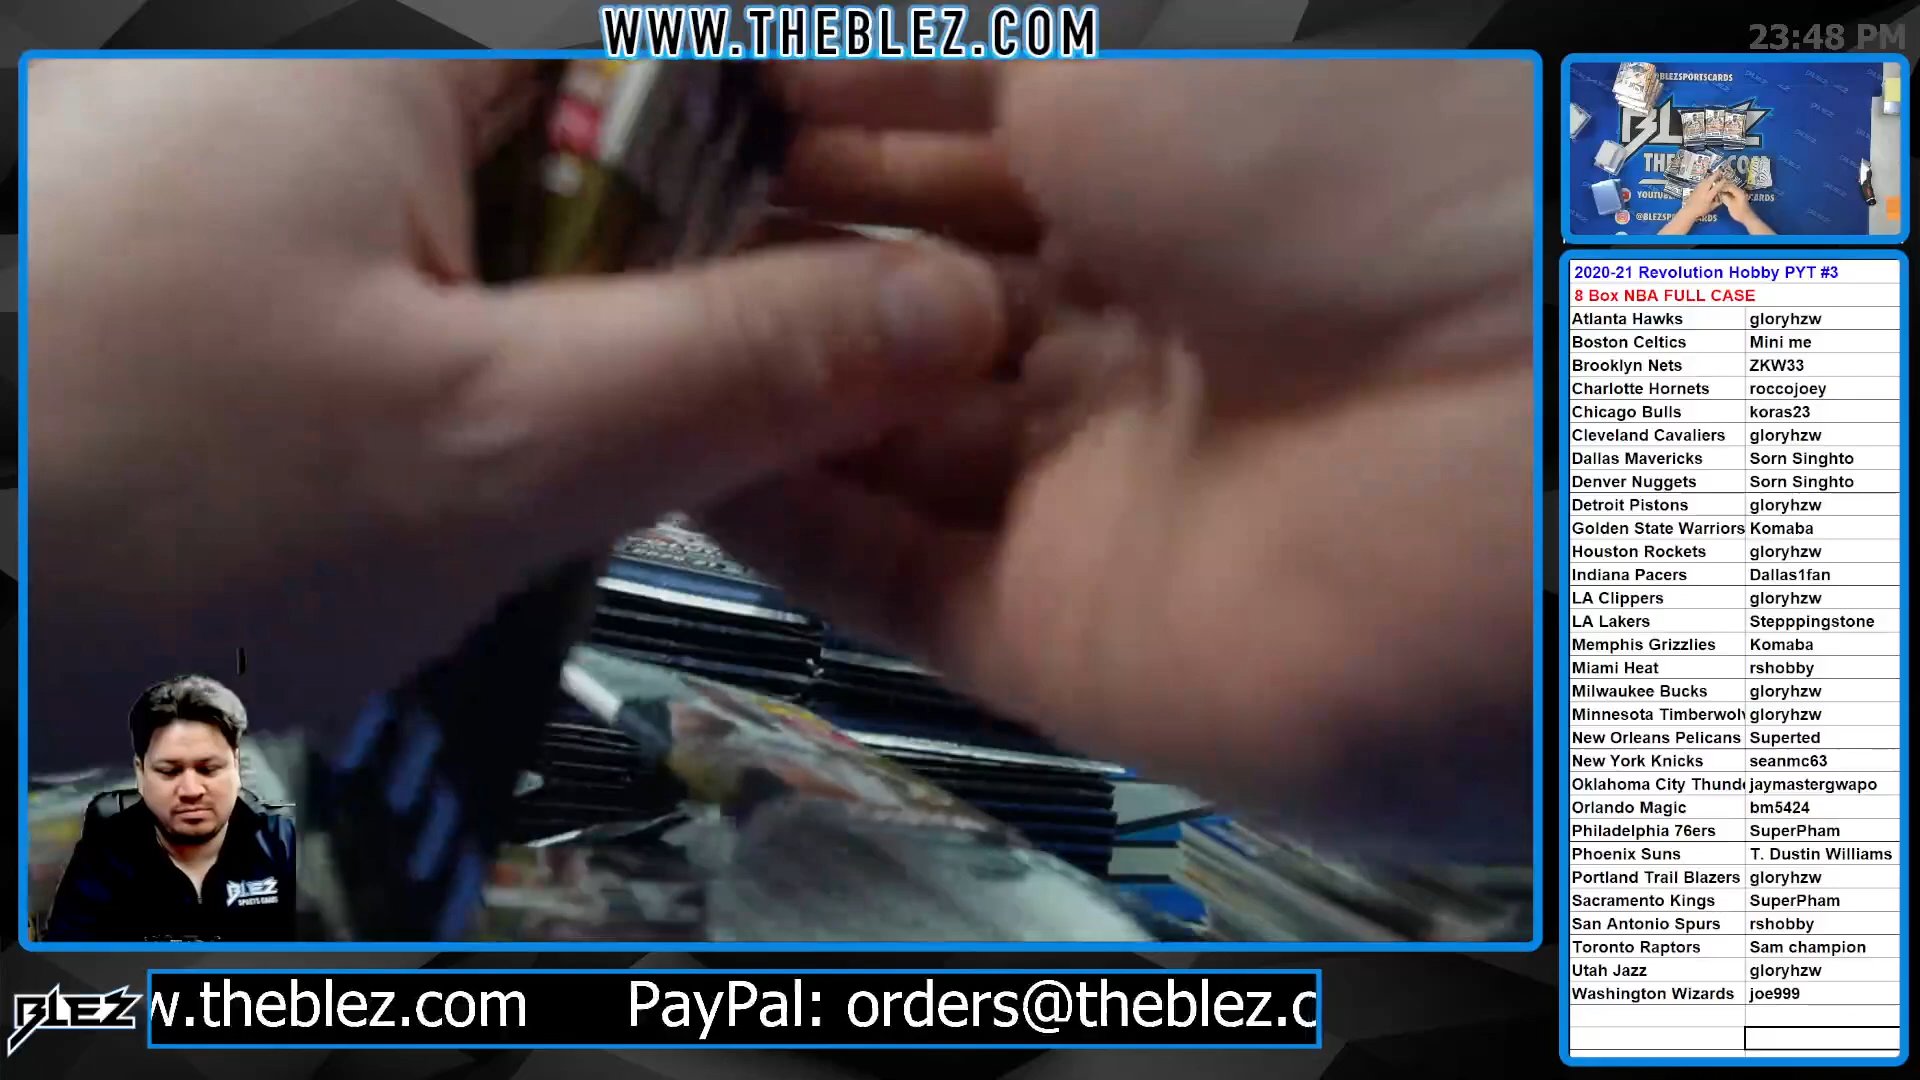 WWW.THEBLEZ.COM
23:48 PM
@BLEZSPORTSCARDS
2020-21 Revolution Hobby PYT #3
8 Box NBA FULL CASE
Atlanta Hawks gloryhzw
Boston Celtics Mini me
Brooklyn Nets ZKW33
Charlotte Hornets roccojoey
Chicago Bulls koras23
Cleveland Cavaliers gloryhzw
Dallas Mavericks Sorn Singhto
Denver Nuggets Sorn Singhto
Detroit Pistons gloryhzw
Golden State Warriors Komaba
Houston Rockets gloryhzw
Indiana Pacers Dallas1fan
LA Clippers gloryhzw
LA Lakers Stepppingstone
Memphis Grizzlies Komaba
Miami Heat rshobby
Milwaukee Bucks gloryhzw
Minnesota Timberwolv gloryhzw
New Orleans Pelicans Superted
New York Knicks seanmc63
Oklahoma City Thund jaymastergwapo
Orlando Magic bm5424
Philadelphia 76ers SuperPham
Phoenix Suns T. Dustin Williams
Portland Trail Blazers gloryhzw
Sacramento Kings SuperPham
San Antonio Spurs rshobby
Toronto Raptors Sam champion
Utah Jazz gloryhzw
Washington Wizards joe999
BLEZ
SPORTS CARDS
BLEZ
w.theblez.com PayPal: orders@theblez.c